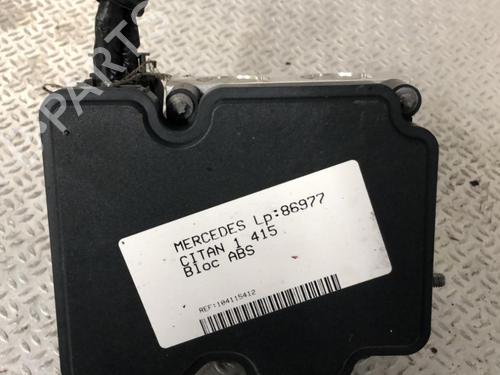 MERCEDES Lp:86977
CITAN 1 415
Bloc ABS
REF:104115412